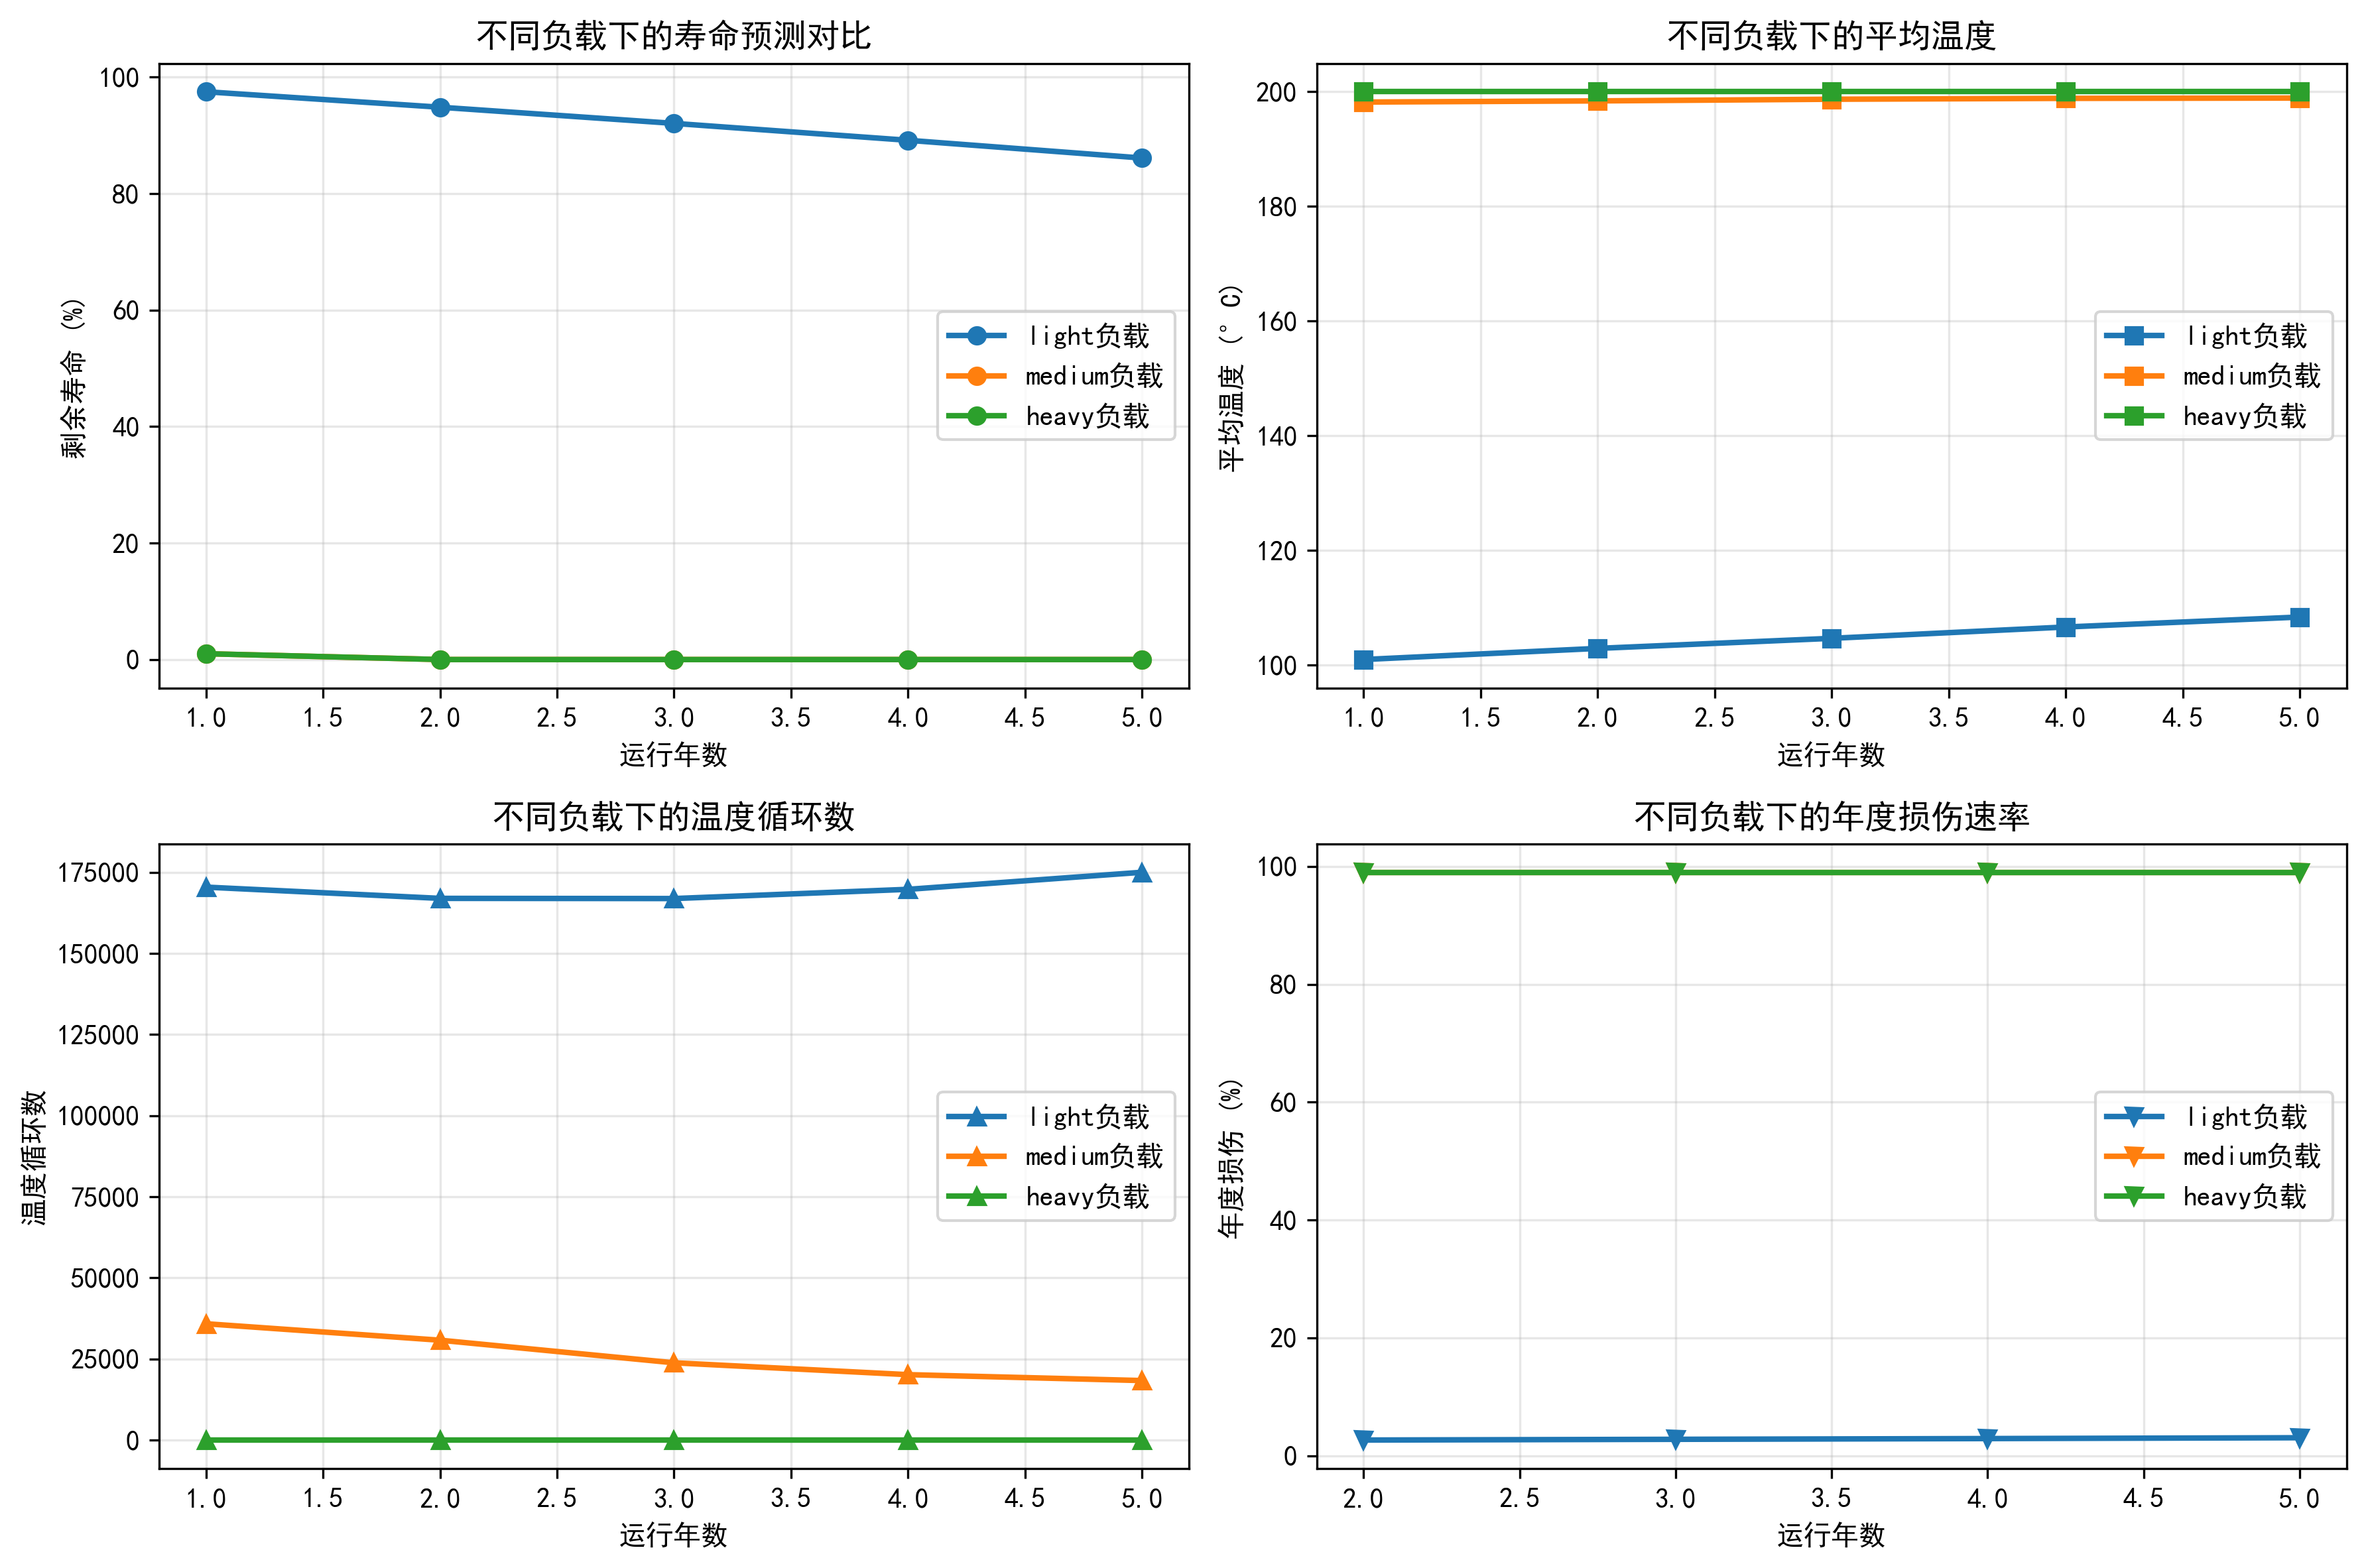 不同负载下的寿命预测对比
剩余寿命 (%)
100
80
60
40
20
0
light负载
medium负载
heavy负载
1.0 1.5 2.0 2.5 3.0 3.5 4.0 4.5 5.0
运行年数
不同负载下的平均温度
平均温度 (°C)
200
180
160
140
120
100
light负载
medium负载
heavy负载
1.0 1.5 2.0 2.5 3.0 3.5 4.0 4.5 5.0
运行年数
不同负载下的温度循环数
温度循环数
175000
150000
125000
100000
75000
50000
25000
0
light负载
medium负载
heavy负载
1.0 1.5 2.0 2.5 3.0 3.5 4.0 4.5 5.0
运行年数
不同负载下的年度损伤速率
年度损伤 (%)
100
80
60
40
20
0
light负载
medium负载
heavy负载
2.0 2.5 3.0 3.5 4.0 4.5 5.0
运行年数